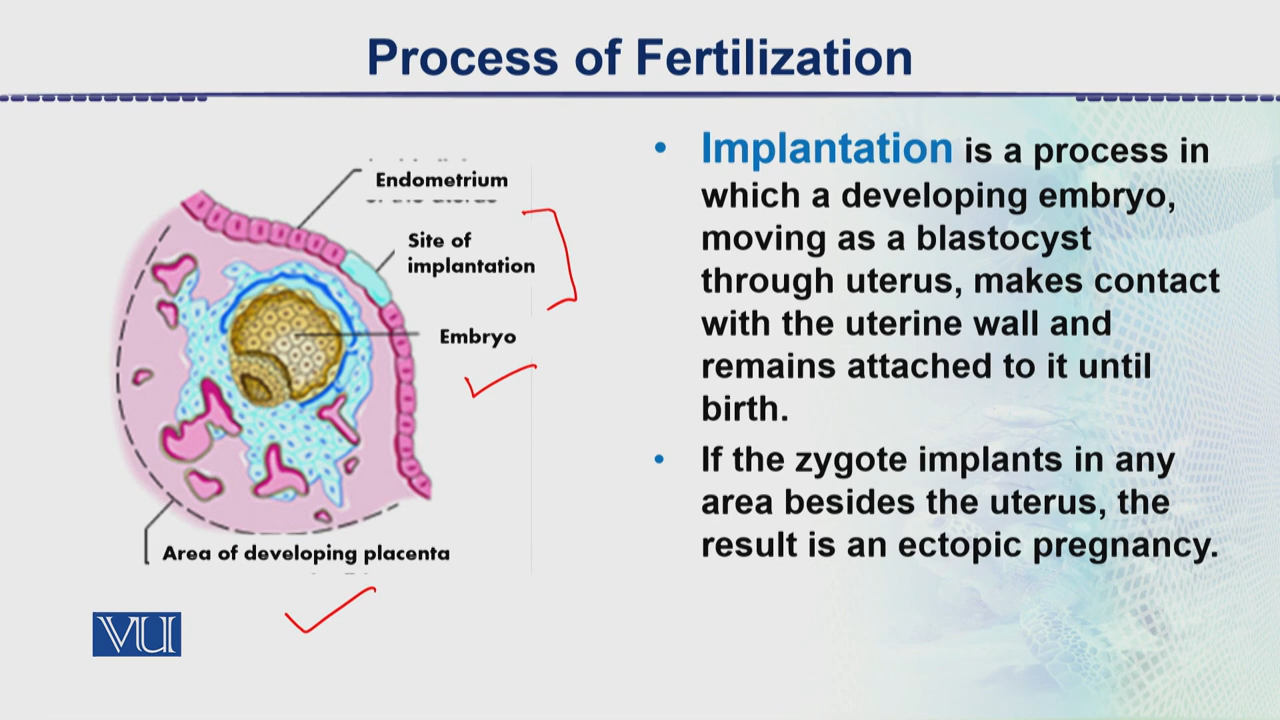 Process of Fertilization
Endometrium
Site of
implantation
Embryo
Area of developing placenta
• Implantation is a process in
which a developing embryo,
moving as a blastocyst
through uterus, makes contact
with the uterine wall and
remains attached to it until
birth.
• If the zygote implants in any
area besides the uterus, the
result is an ectopic pregnancy.
VU